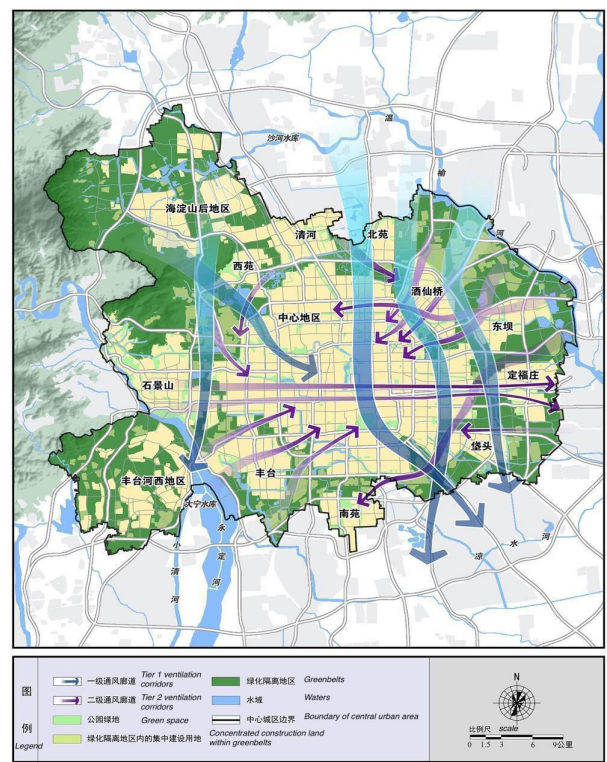 沙河水库
温
榆
河
海淀山后地区
清河
北苑
西苑
酒仙桥
中心地区
东坝
定福庄
石景山
垡头
丰台河西地区
丰台
大宁水库
南苑
小清河
永定河
凉水河
图例
Legend
一级通风廊道 Tier 1 ventilation corridors
二级通风廊道 Tier 2 ventilation corridors
公园绿地 Green space
绿化隔离地区内的集中建设用地 Concentrated construction land within greenbelts
绿化隔离地区 Greenbelts
水域 Waters
中心城区边界 Boundary of central urban area
N
比例尺 scale
0 1.5 3 6 9公里